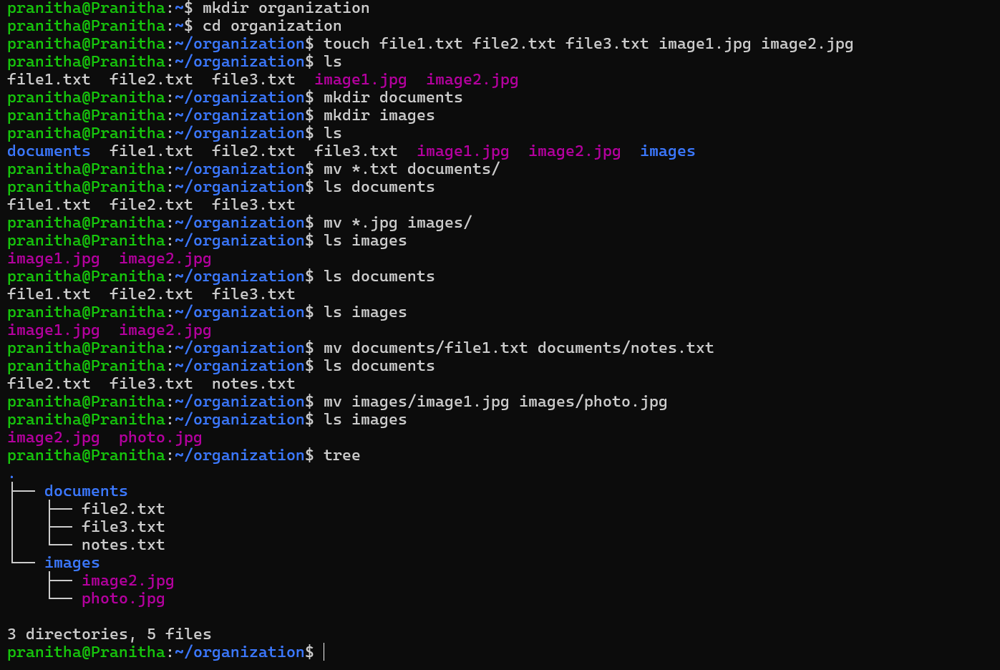 pranitha@Pranitha:~$ mkdir organization
pranitha@Pranitha:~$ cd organization
pranitha@Pranitha:~/organization$ touch file1.txt file2.txt file3.txt image1.jpg image2.jpg
pranitha@Pranitha:~/organization$ ls
file1.txt  file2.txt  file3.txt  image1.jpg  image2.jpg
pranitha@Pranitha:~/organization$ mkdir documents
pranitha@Pranitha:~/organization$ mkdir images
pranitha@Pranitha:~/organization$ ls
documents  file1.txt  file2.txt  file3.txt  image1.jpg  image2.jpg  images
pranitha@Pranitha:~/organization$ mv *.txt documents/
pranitha@Pranitha:~/organization$ ls documents
file1.txt  file2.txt  file3.txt
pranitha@Pranitha:~/organization$ mv *.jpg images/
pranitha@Pranitha:~/organization$ ls images
image1.jpg  image2.jpg
pranitha@Pranitha:~/organization$ ls documents
file1.txt  file2.txt  file3.txt
pranitha@Pranitha:~/organization$ ls images
image1.jpg  image2.jpg
pranitha@Pranitha:~/organization$ mv documents/file1.txt documents/notes.txt
pranitha@Pranitha:~/organization$ ls documents
file2.txt  file3.txt  notes.txt
pranitha@Pranitha:~/organization$ mv images/image1.jpg images/photo.jpg
pranitha@Pranitha:~/organization$ ls images
image2.jpg  photo.jpg
pranitha@Pranitha:~/organization$ tree
.
├── documents
│   ├── file2.txt
│   ├── file3.txt
│   └── notes.txt
└── images
    ├── image2.jpg
    └── photo.jpg

3 directories, 5 files
pranitha@Pranitha:~/organization$